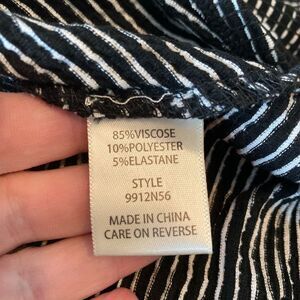 85%VISCOSE
10%POLYESTER
5%ELASTANE
STYLE
9912N56
MADE IN CHINA
CARE ON REVERSE